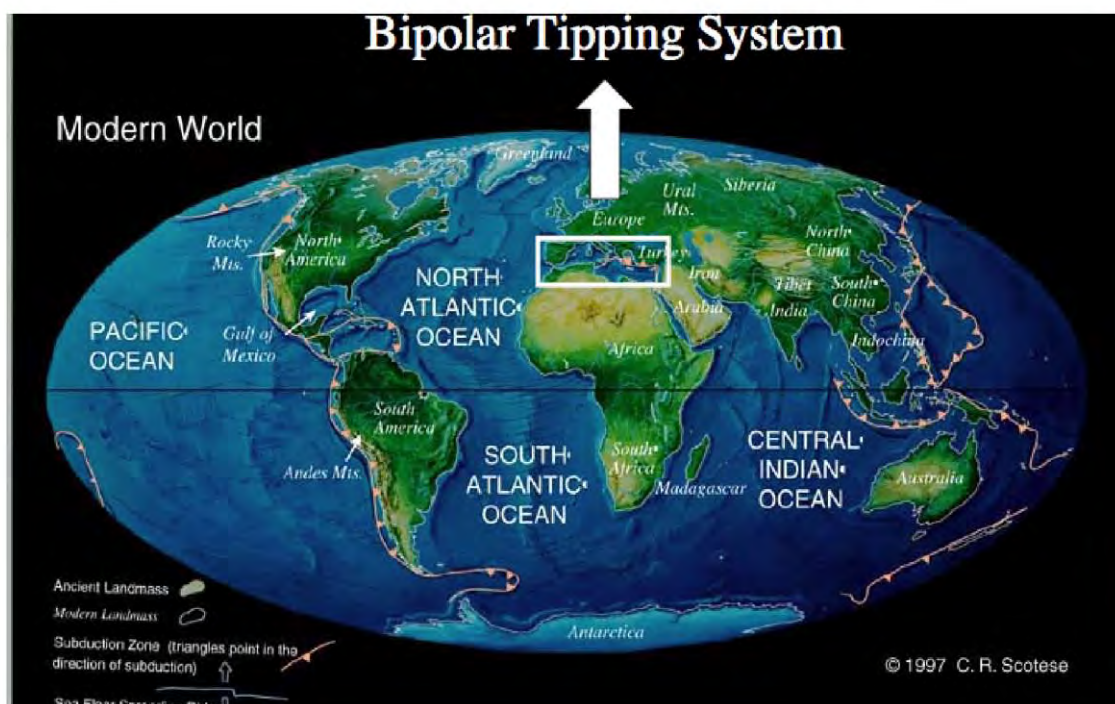 Bipolar Tipping System
Modern World
Greenland
Siberia
Ural
Mts.
Europe
Rocky
Mts.
North
America
North
China
Turkey
Iran
Tibet
South
China
NORTH
ATLANTIC
OCEAN
Arabia
India
PACIFIC
OCEAN
Gulf of
Mexico
Africa
Indochina
South
America
Andes Mts.
SOUTH
ATLANTIC
OCEAN
South
Africa
Madagascar
CENTRAL
INDIAN
OCEAN
Australia
Ancient Landmass
Modern Landmass
Subduction Zone (triangles point in the
direction of subduction)
Antarctica
© 1997 C. R. Scotese